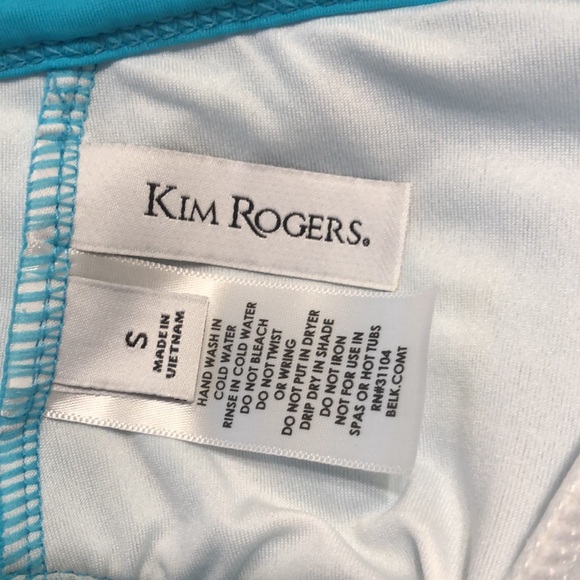 KIM ROGERS®
S
MADE IN
VIETNAM
HAND WASH IN
COLD WATER
RINSE IN COLD WATER
DO NOT BLEACH
DO NOT TWIST
OR WRING
DO NOT PUT IN DRYER
DRIP DRY IN SHADE
DO NOT IRON
NOT FOR USE IN
SPAS OR HOT TUBS
RN#31104
BELK.COMT